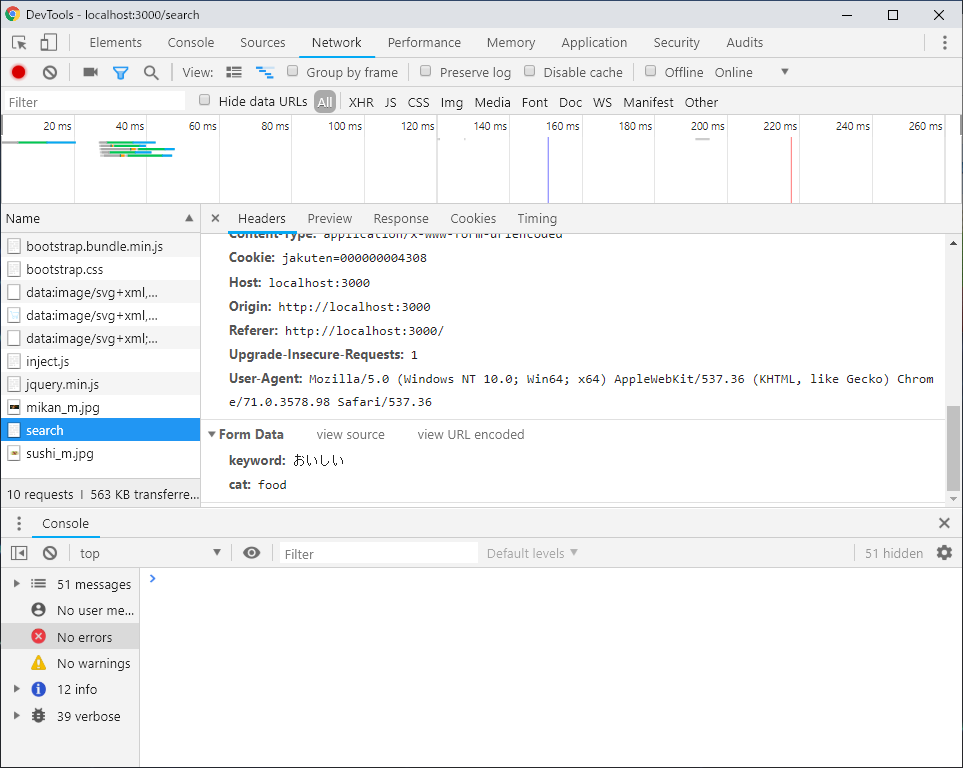 DevTools - localhost:3000/search
Elements Console Sources Network Performance Memory Application Security Audits
View: Group by frame Preserve log Disable cache Offline Online
Filter Hide data URLs All XHR JS CSS Img Media Font Doc WS Manifest Other
20 ms 40 ms 60 ms 80 ms 100 ms 120 ms 140 ms 160 ms 180 ms 200 ms 220 ms 240 ms 260 ms
Name
Headers Preview Response Cookies Timing
bootstrap.bundle.min.js
bootstrap.css
data:image/svg+xml,...
data:image/svg+xml,...
data:image/svg+xml;...
inject.js
jquery.min.js
mikan_m.jpg
search
sushi_m.jpg
10 requests | 563 KB transferre...
Content-Type: application/x-www-form-urlencoded
Cookie: jakuten=000000004308
Host: localhost:3000
Origin: http://localhost:3000
Referer: http://localhost:3000/
Upgrade-Insecure-Requests: 1
User-Agent: Mozilla/5.0 (Windows NT 10.0; Win64; x64) AppleWebKit/537.36 (KHTML, like Gecko) Chrom
e/71.0.3578.98 Safari/537.36
Form Data view source view URL encoded
keyword: おいしい
cat: food
Console
top Filter Default levels 51 hidden
51 messages
No user me...
No errors
No warnings
12 info
39 verbose